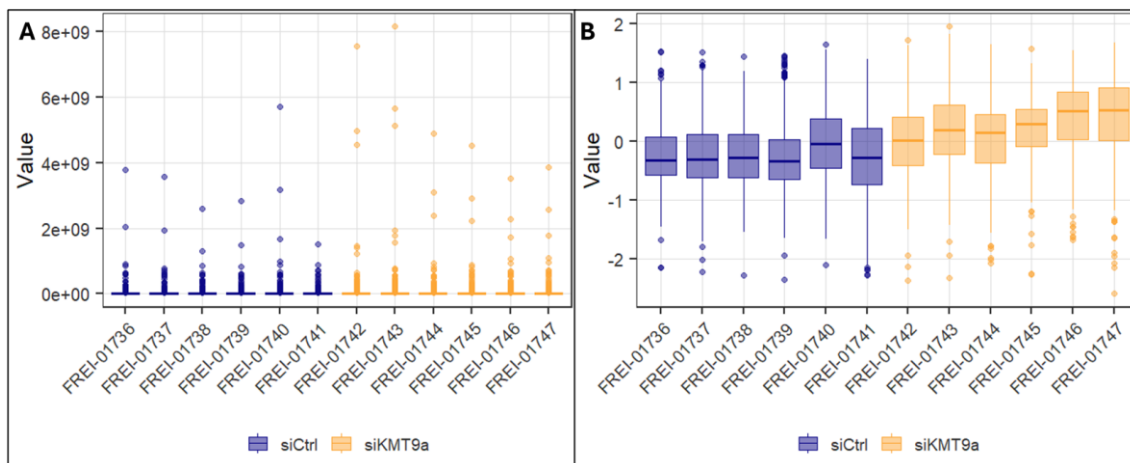 A
Value
8e+09
6e+09
4e+09
2e+09
0e+00
FREI-01736
FREI-01737
FREI-01738
FREI-01739
FREI-01740
FREI-01741
FREI-01742
FREI-01743
FREI-01744
FREI-01745
FREI-01746
FREI-01747
siCtrl siKMT9a
B
Value
2
1
0
-1
-2
FREI-01736
FREI-01737
FREI-01738
FREI-01739
FREI-01740
FREI-01741
FREI-01742
FREI-01743
FREI-01744
FREI-01745
FREI-01746
FREI-01747
siCtrl siKMT9a